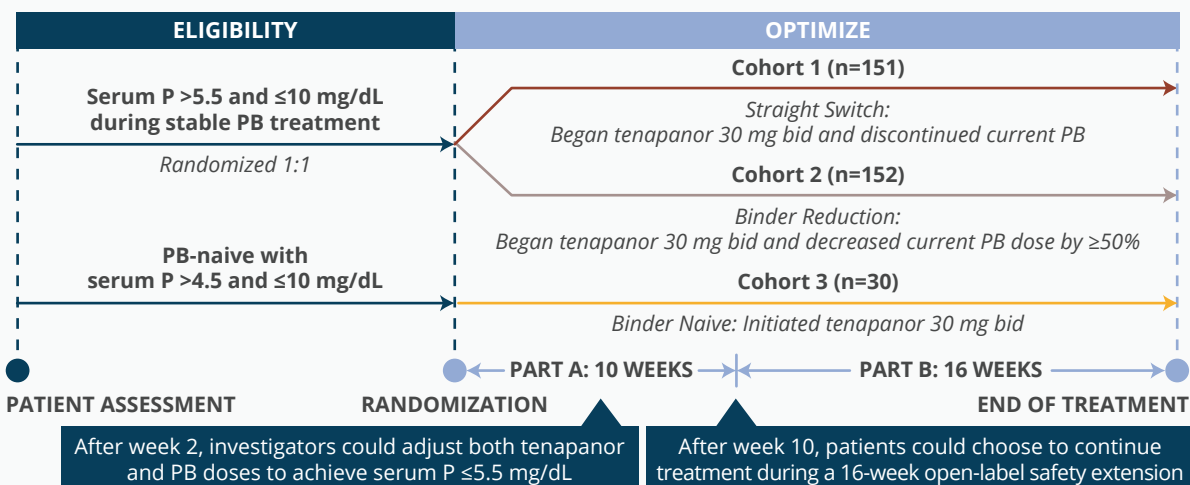 ELIGIBILITY
OPTIMIZE
Serum P >5.5 and ≤10 mg/dL
during stable PB treatment
Randomized 1:1
Cohort 1 (n=151)
Straight Switch:
Began tenapanor 30 mg bid and discontinued current PB
Cohort 2 (n=152)
Binder Reduction:
Began tenapanor 30 mg bid and decreased current PB dose by ≥50%
PB-naive with
serum P >4.5 and ≤10 mg/dL
Cohort 3 (n=30)
Binder Naive: Initiated tenapanor 30 mg bid
PART A: 10 WEEKS
PART B: 16 WEEKS
PATIENT ASSESSMENT
RANDOMIZATION
END OF TREATMENT
After week 2, investigators could adjust both tenapanor
and PB doses to achieve serum P ≤5.5 mg/dL
After week 10, patients could choose to continue
treatment during a 16-week open-label safety extension